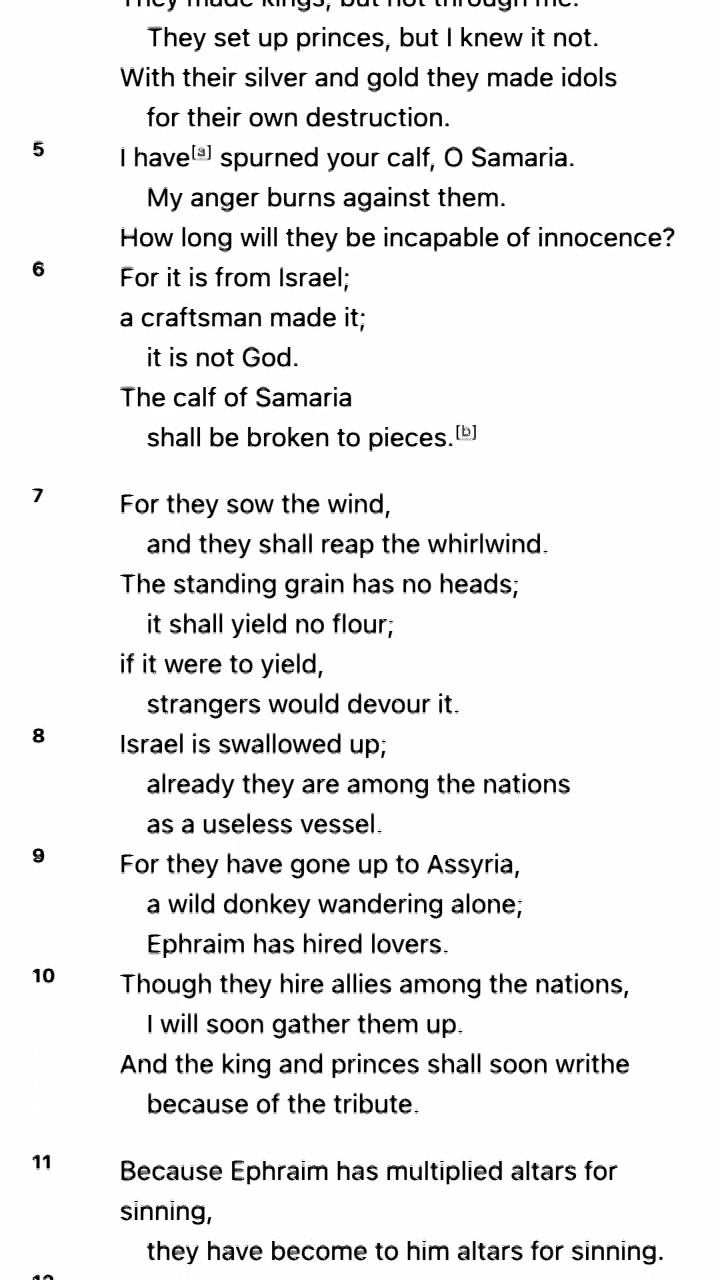 They made kings, but not through me.
They set up princes, but I knew it not.
With their silver and gold they made idols
for their own destruction.
5 I have[a] spurned your calf, O Samaria.
My anger burns against them.
How long will they be incapable of innocence?
6 For it is from Israel;
a craftsman made it;
it is not God.
The calf of Samaria
shall be broken to pieces.[b]
7 For they sow the wind,
and they shall reap the whirlwind.
The standing grain has no heads;
it shall yield no flour;
if it were to yield,
strangers would devour it.
8 Israel is swallowed up;
already they are among the nations
as a useless vessel.
9 For they have gone up to Assyria,
a wild donkey wandering alone;
Ephraim has hired lovers.
10 Though they hire allies among the nations,
I will soon gather them up.
And the king and princes shall soon writhe
because of the tribute.
11 Because Ephraim has multiplied altars for
sinning,
they have become to him altars for sinning.